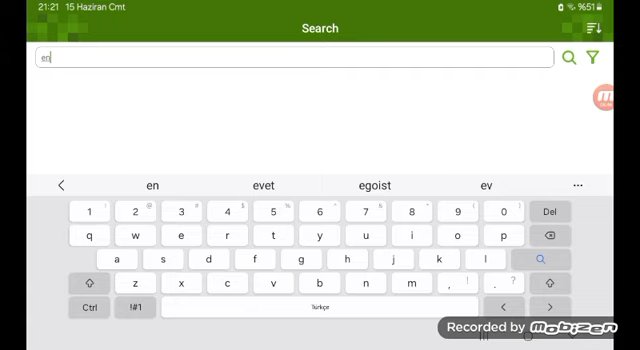 21:21 15 Haziran Cmt %51
Search
en
en evet egoist ev ...
1 2 3 4 5 6 7 8 9 0 Del
q w e r t y u i o p
a s d f g h j k l
z x c v b n m , ! . ?
Ctrl !#1 Türkçe < >
Recorded by mobizen